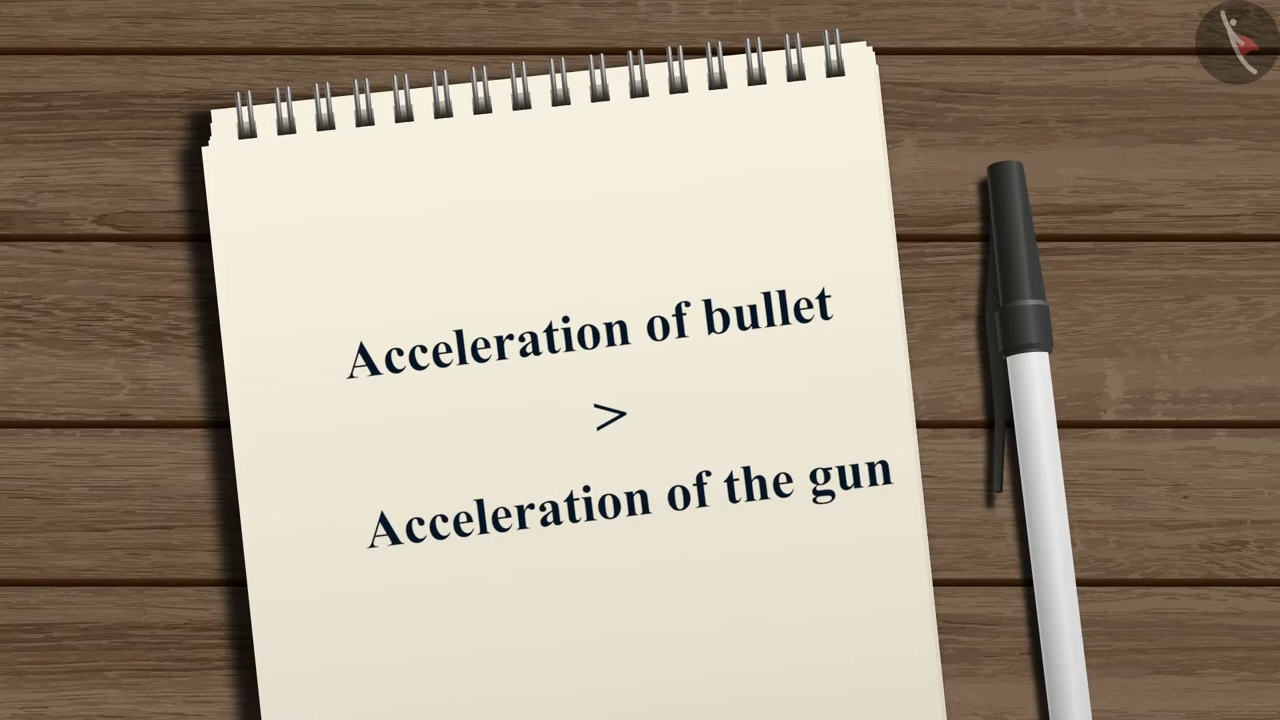 Acceleration of bullet
>
Acceleration of the gun